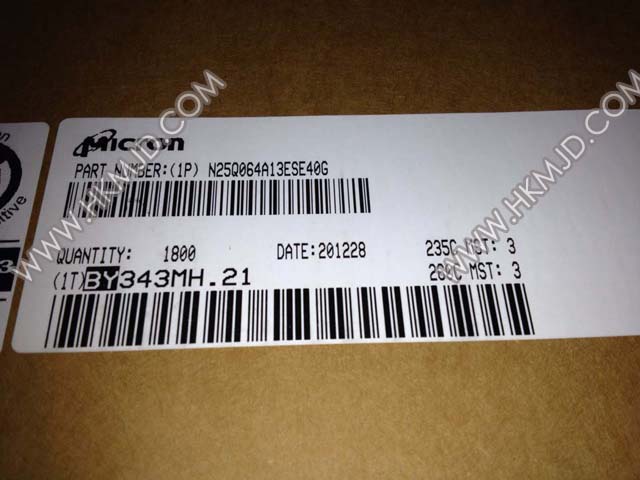 Micron
PART NUMBER:(1P) N25Q064A13ESE40G
QUANTITY: 1800 DATE:201228 235C MST: 3
(1T)BY343MH.21 260C MST: 3
WWW.HKMJD.COM
WWW.HKMJD.COM
WWW.HKMJD.COM